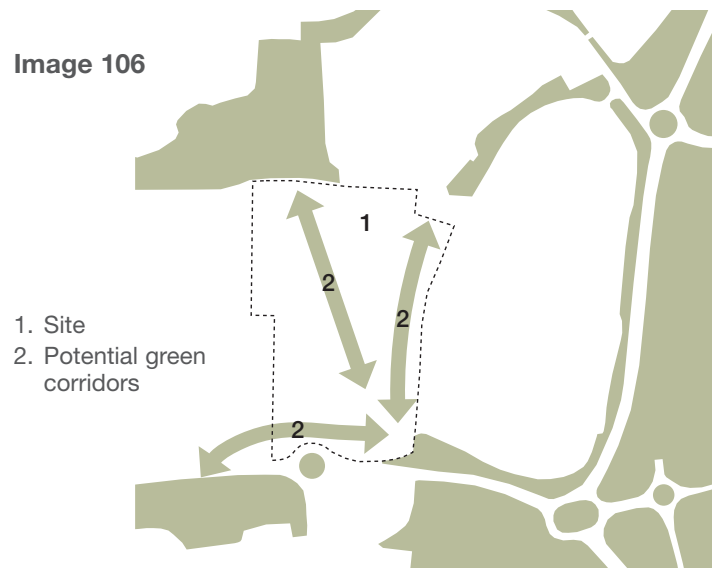 Image 106
1
2
2
1. Site
2. Potential green
corridors
2